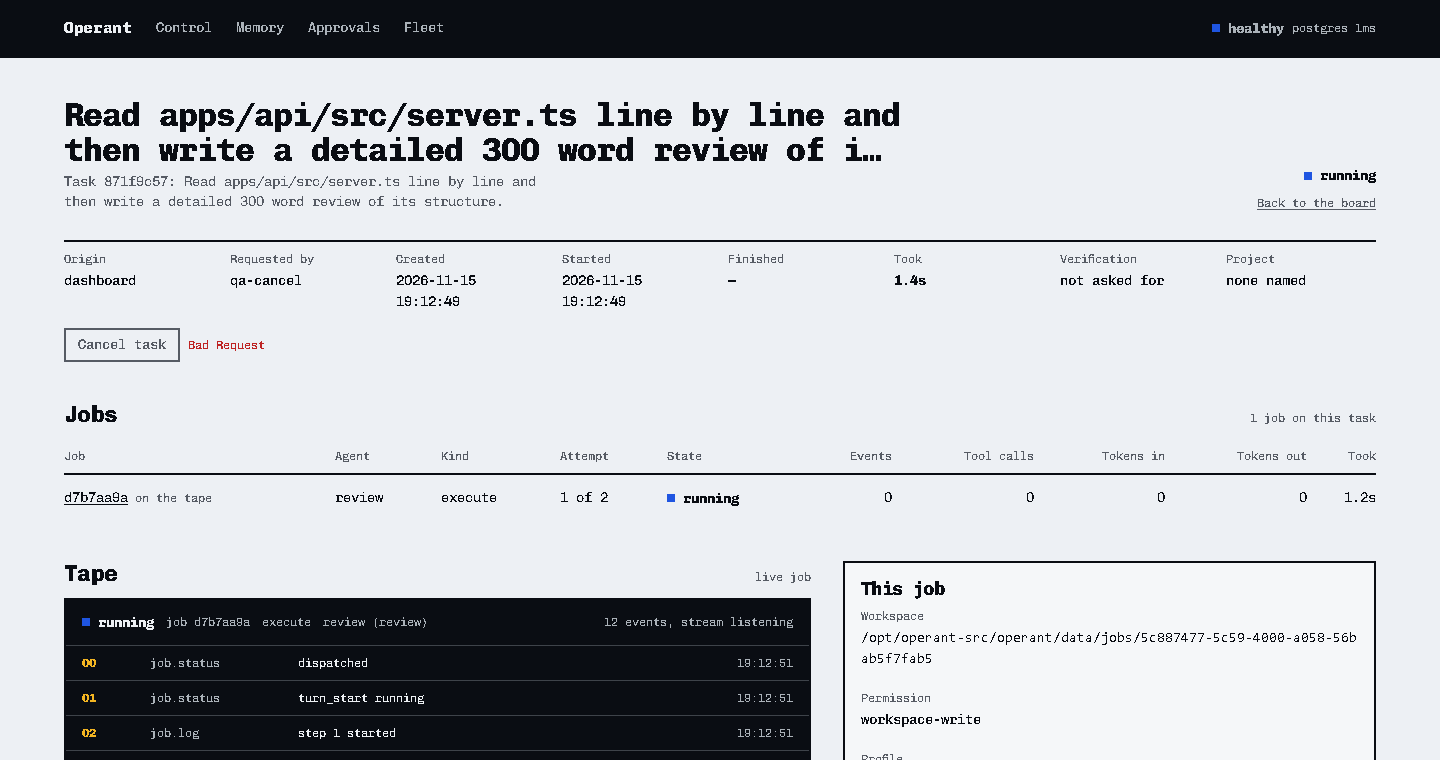 Operant Control Memory Approvals Fleet healthy postgres lms
Read apps/api/src/server.ts line by line and
then write a detailed 300 word review of i…
Task 871f9c57: Read apps/api/src/server.ts line by line and
then write a detailed 300 word review of its structure.
running
Back to the board
Origin Requested by Created Started Finished Took Verification Project
dashboard qa-cancel 2026-11-15 2026-11-15 — 1.4s not asked for none named
19:12:49 19:12:49
Cancel task Bad Request
Jobs 1 job on this task
Job Agent Kind Attempt State Events Tool calls Tokens in Tokens out Took
d7b7aa9a on the tape review execute 1 of 2 running 0 0 0 0 1.2s
Tape live job
running job d7b7aa9a execute review (review) 12 events, stream listening
00 job.status dispatched 19:12:51
01 job.status turn_start running 19:12:51
02 job.log step 1 started 19:12:51
This job
Workspace
/opt/operant-src/operant/data/jobs/5c887477-5c59-4000-a058-56b
ab5f7fab5
Permission
workspace-write
Profile